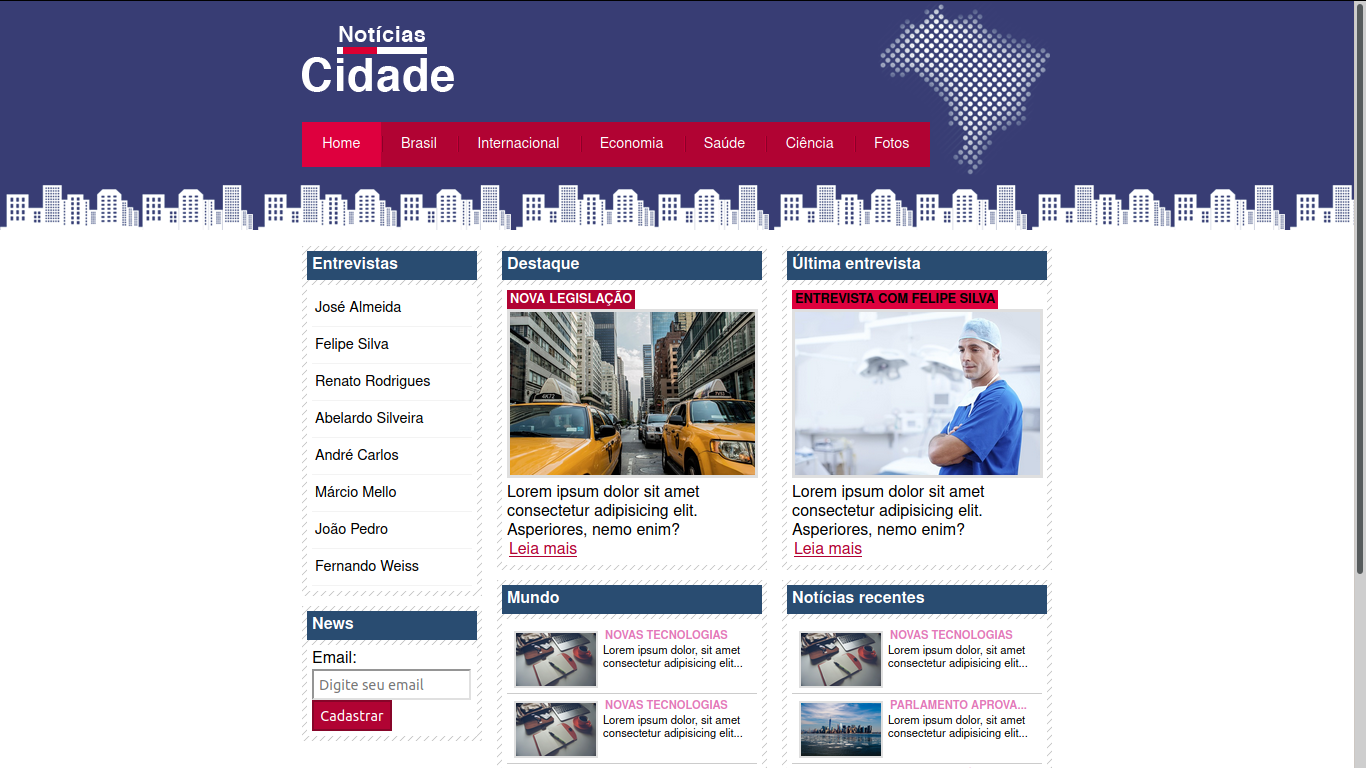 Notícias
Cidade
Home Brasil Internacional Economia Saúde Ciência Fotos
Entrevistas
José Almeida
Felipe Silva
Renato Rodrigues
Abelardo Silveira
André Carlos
Márcio Mello
João Pedro
Fernando Weiss
News
Email:
Digite seu email
Cadastrar
Destaque
NOVA LEGISLAÇÃO
Lorem ipsum dolor sit amet
consectetur adipisicing elit.
Asperiores, nemo enim?
Leia mais
Última entrevista
ENTREVISTA COM FELIPE SILVA
Lorem ipsum dolor sit amet
consectetur adipisicing elit.
Asperiores, nemo enim?
Leia mais
Mundo
NOVAS TECNOLOGIAS
Lorem ipsum dolor, sit amet
consectetur adipisicing elit...
NOVAS TECNOLOGIAS
Lorem ipsum dolor, sit amet
consectetur adipisicing elit...
Notícias recentes
NOVAS TECNOLOGIAS
Lorem ipsum dolor, sit amet
consectetur adipisicing elit...
PARLAMENTO APROVA...
Lorem ipsum dolor, sit amet
consectetur adipisicing elit...